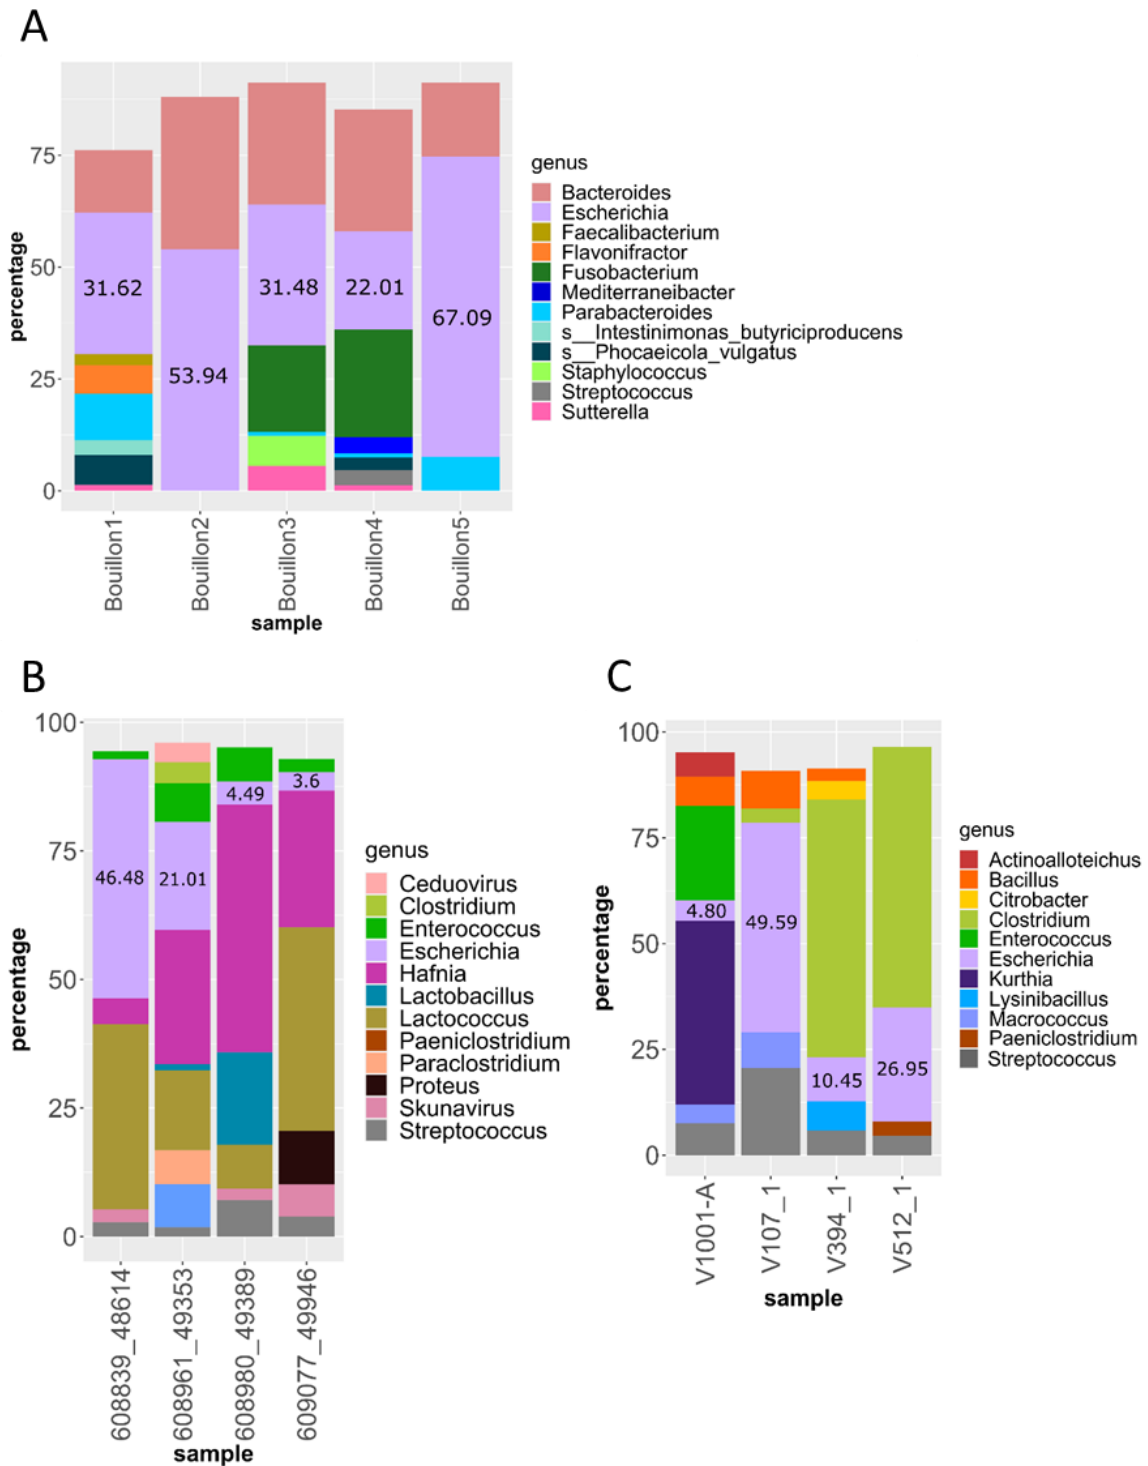 A
percentage
75
50
25
0
31.62
53.94
31.48
22.01
67.09
Bouillon1
Bouillon2
Bouillon3
Bouillon4
Bouillon5
sample
genus
Bacteroides
Escherichia
Faecalibacterium
Flavonifractor
Fusobacterium
Mediterraneibacter
Parabacteroides
s__Intestinimonas_butyriciproducens
s__Phocaeicola_vulgatus
Staphylococcus
Streptococcus
Sutterella
B
percentage
100
75
50
25
0
46.48
21.01
4.49
3.6
608839_48614
608961_49353
608980_49389
609077_49946
sample
genus
Ceduovirus
Clostridium
Enterococcus
Escherichia
Hafnia
Lactobacillus
Lactococcus
Paeniclostridium
Paraclostridium
Proteus
Skunavirus
Streptococcus
C
percentage
100
75
50
25
0
4.80
49.59
10.45
26.95
V1001-A
V107_1
V394_1
V512_1
sample
genus
Actinoalloteichus
Bacillus
Citrobacter
Clostridium
Enterococcus
Escherichia
Kurthia
Lysinibacillus
Macrococcus
Paeniclostridium
Streptococcus